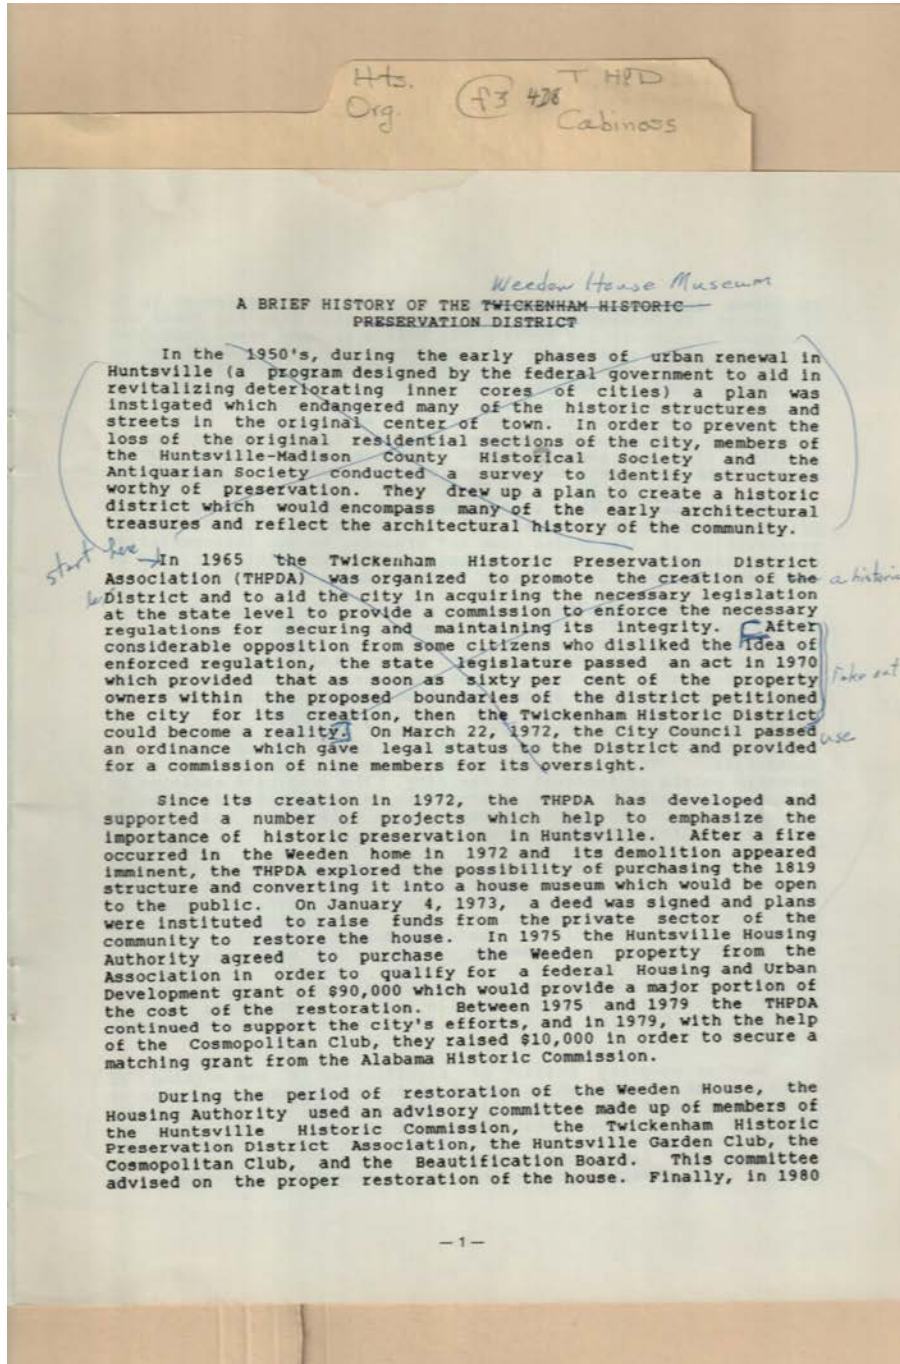 Hts. T HPD
Org. f3 428 Cabinoss
Weeden House Museum
A BRIEF HISTORY OF THE TWICKENHAM HISTORIC
PRESERVATION DISTRICT
In the 1950's, during the early phases of urban renewal in
Huntsville (a program designed by the federal government to aid in
revitalizing deteriorating inner cores of cities) a plan was
instigated which endangered many of the historic structures and
streets in the original center of town. In order to prevent the
loss of the original residential sections of the city, members of
the Huntsville-Madison County Historical Society and the
Antiquarian Society conducted a survey to identify structures
worthy of preservation. They drew up a plan to create a historic
district which would encompass many of the early architectural
treasures and reflect the architectural history of the community.
start here
In 1965 the Twickenham Historic Preservation District
Association (THPDA) was organized to promote the creation of the a historic
District and to aid the city in acquiring the necessary legislation
at the state level to provide a commission to enforce the necessary
regulations for securing and maintaining its integrity. After
considerable opposition from some citizens who disliked the idea of
enforced regulation, the state legislature passed an act in 1970
which provided that as soon as sixty per cent of the property take out
owners within the proposed boundaries of the district petitioned
the city for its creation, then the Twickenham Historic District
could become a reality. On March 22, 1972, the City Council passed use
an ordinance which gave legal status to the District and provided
for a commission of nine members for its oversight.
Since its creation in 1972, the THPDA has developed and
supported a number of projects which help to emphasize the
importance of historic preservation in Huntsville. After a fire
occurred in the Weeden home in 1972 and its demolition appeared
imminent, the THPDA explored the possibility of purchasing the 1819
structure and converting it into a house museum which would be open
to the public. On January 4, 1973, a deed was signed and plans
were instituted to raise funds from the private sector of the
community to restore the house. In 1975 the Huntsville Housing
Authority agreed to purchase the Weeden property from the
Association in order to qualify for a federal Housing and Urban
Development grant of $90,000 which would provide a major portion of
the cost of the restoration. Between 1975 and 1979 the THPDA
continued to support the city's efforts, and in 1979, with the help
of the Cosmopolitan Club, they raised $10,000 in order to secure a
matching grant from the Alabama Historic Commission.
During the period of restoration of the Weeden House, the
Housing Authority used an advisory committee made up of members of
the Huntsville Historic Commission, the Twickenham Historic
Preservation District Association, the Huntsville Garden Club, the
Cosmopolitan Club, and the Beautification Board. This committee
advised on the proper restoration of the house. Finally, in 1980
-1-